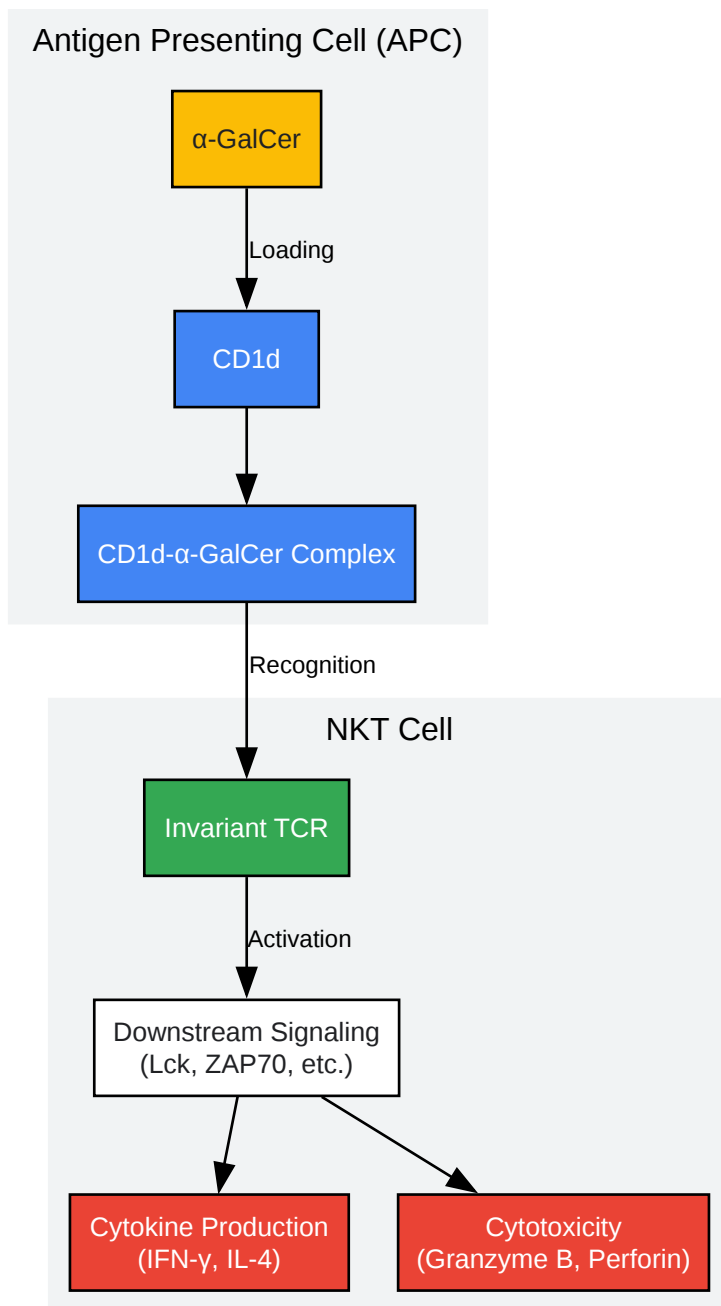 Antigen Presenting Cell (APC)
α-GalCer
Loading
CD1d
CD1d-α-GalCer Complex
Recognition
NKT Cell
Invariant TCR
Activation
Downstream Signaling
(Lck, ZAP70, etc.)
Cytokine Production
(IFN-γ, IL-4)
Cytotoxicity
(Granzyme B, Perforin)